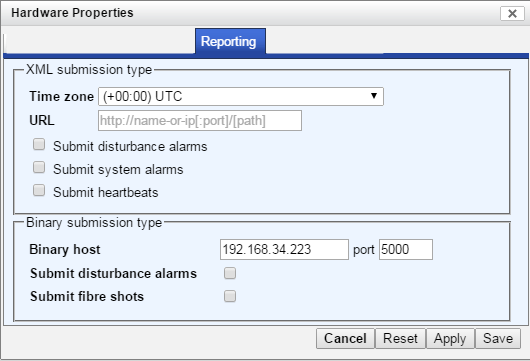 Hardware Properties
Reporting
XML submission type
Time zone (+00:00) UTC
URL http://name-or-ip[:port]/[path]
Submit disturbance alarms
Submit system alarms
Submit heartbeats
Binary submission type
Binary host 192.168.34.223 port 5000
Submit disturbance alarms
Submit fibre shots
Cancel Reset Apply Save